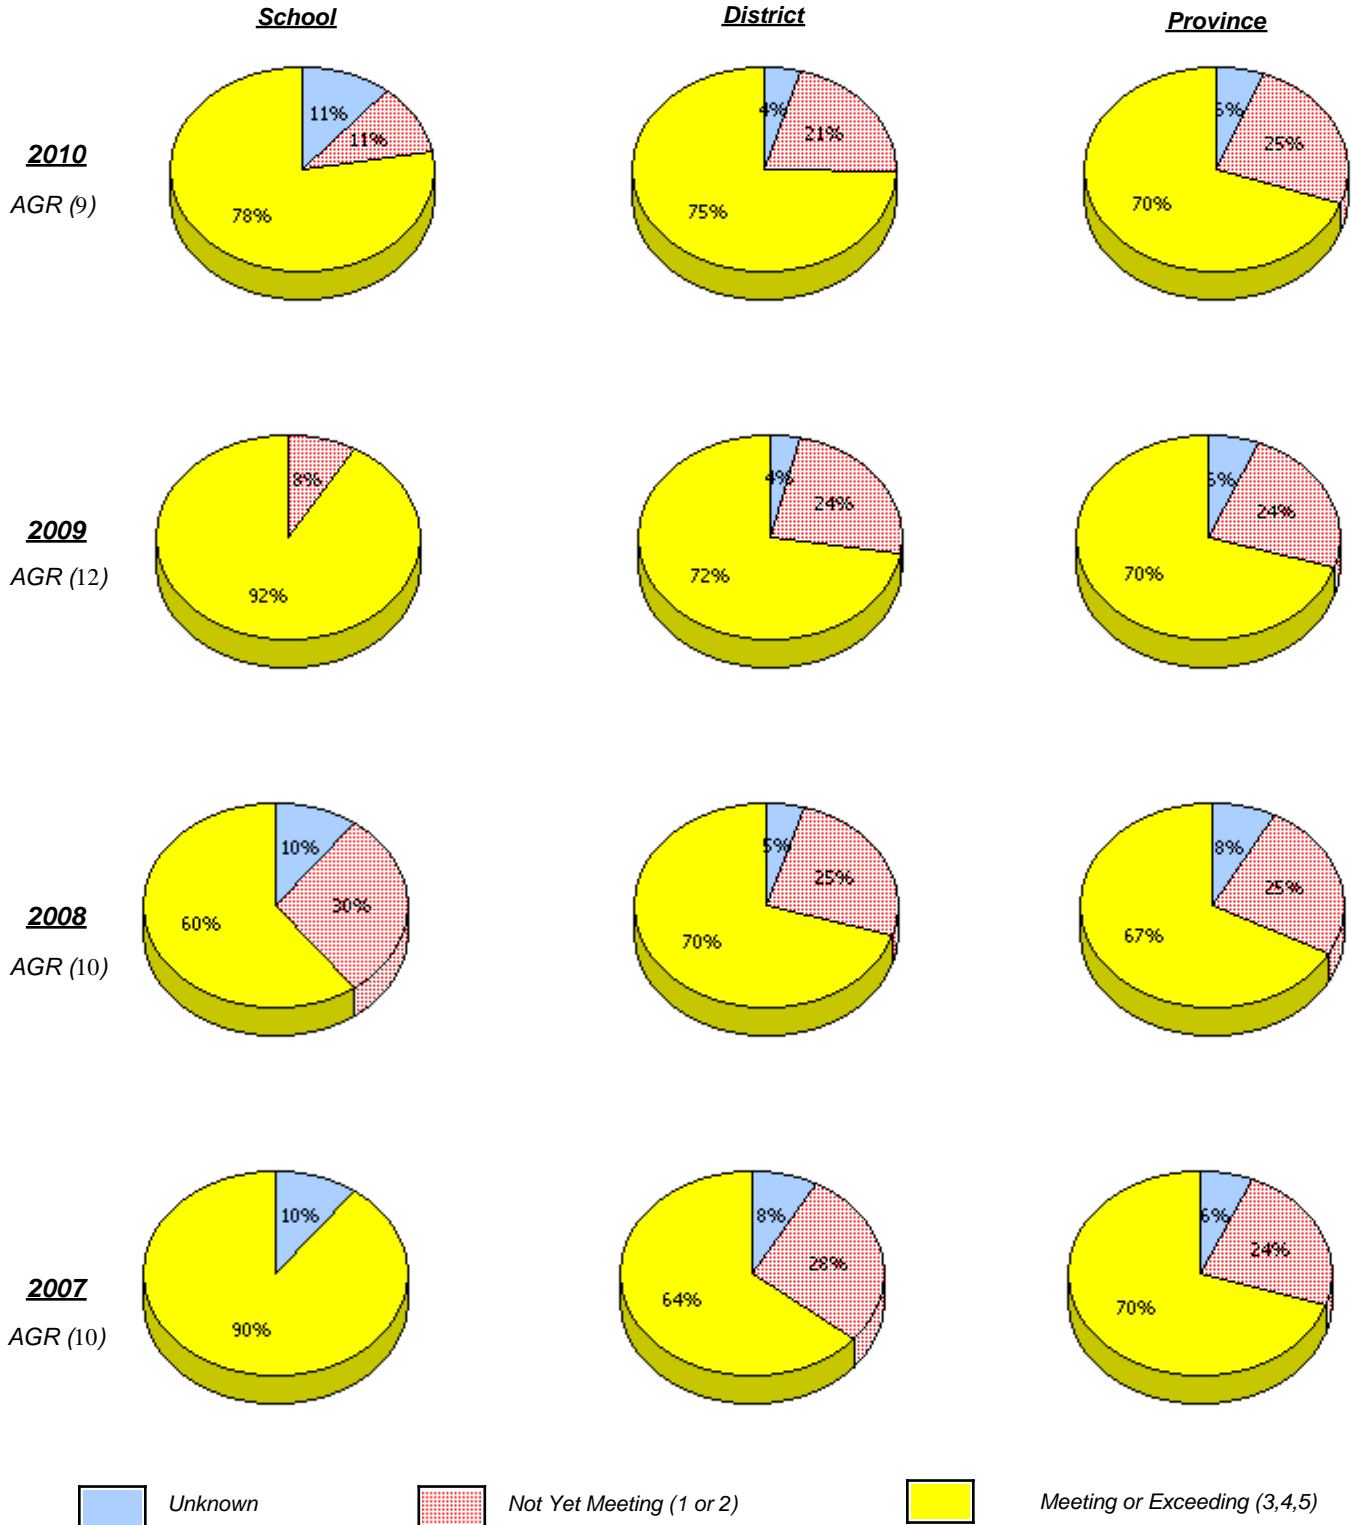 School District Province
11% 11% 78%
4% 21% 75%
5% 25% 70%
2010
AGR (9)
8% 92%
4% 24% 72%
24% 70%
2009
AGR (12)
10% 30% 60%
5% 25% 70%
8% 25% 67%
2008
AGR (10)
10% 90%
8% 28% 64%
6% 24% 70%
2007
AGR (10)
Unknown Not Yet Meeting (1 or 2) Meeting or Exceeding (3,4,5)